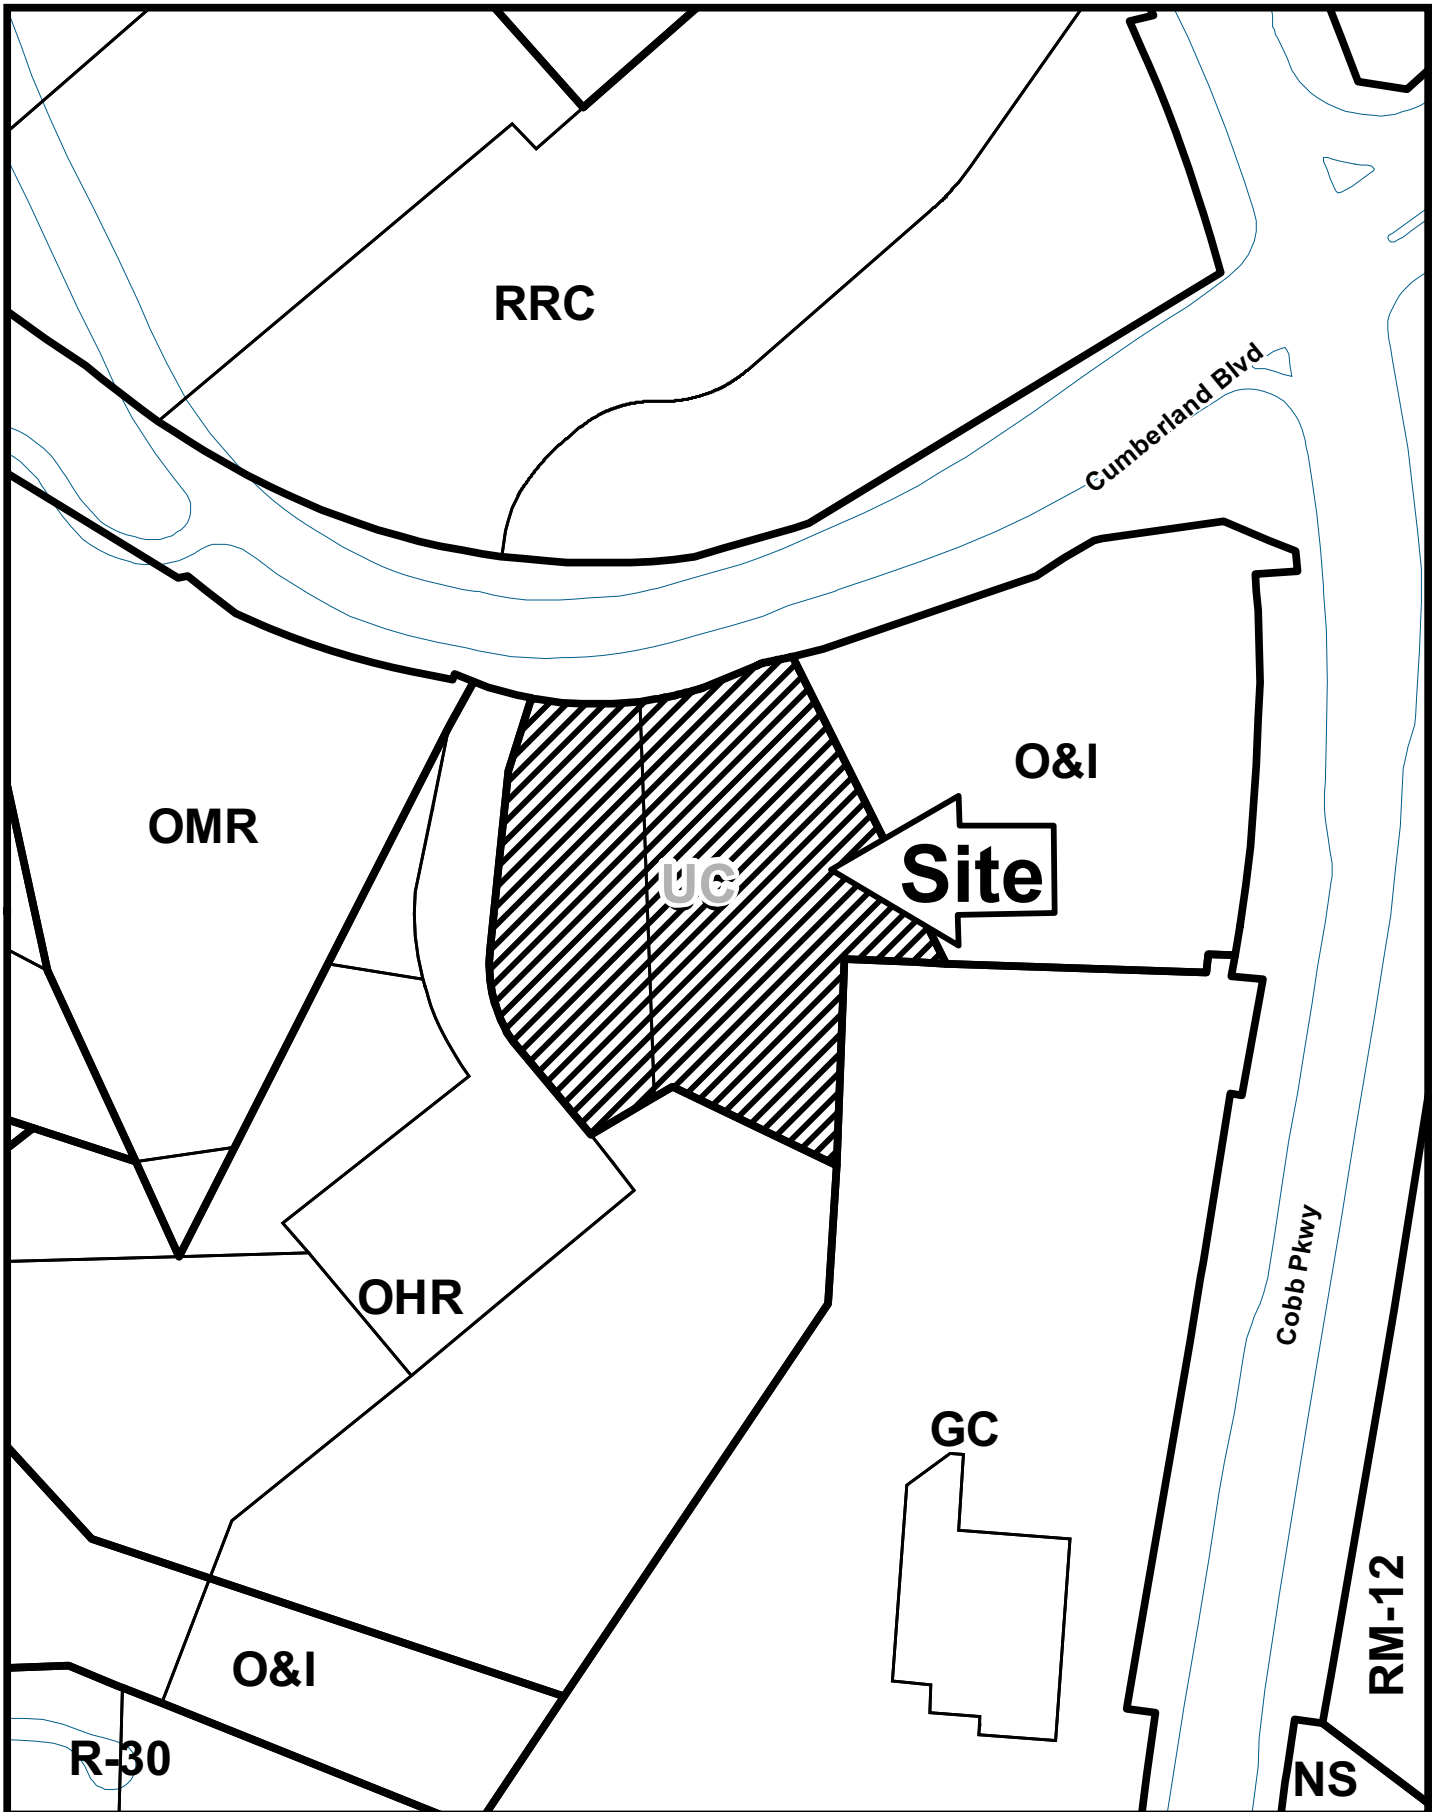 RRC
Cumberland Blvd
O&I
OMR
UC
Site
OHR
Cobb Pkwy
GC
RM-12
O&I
R-30
NS